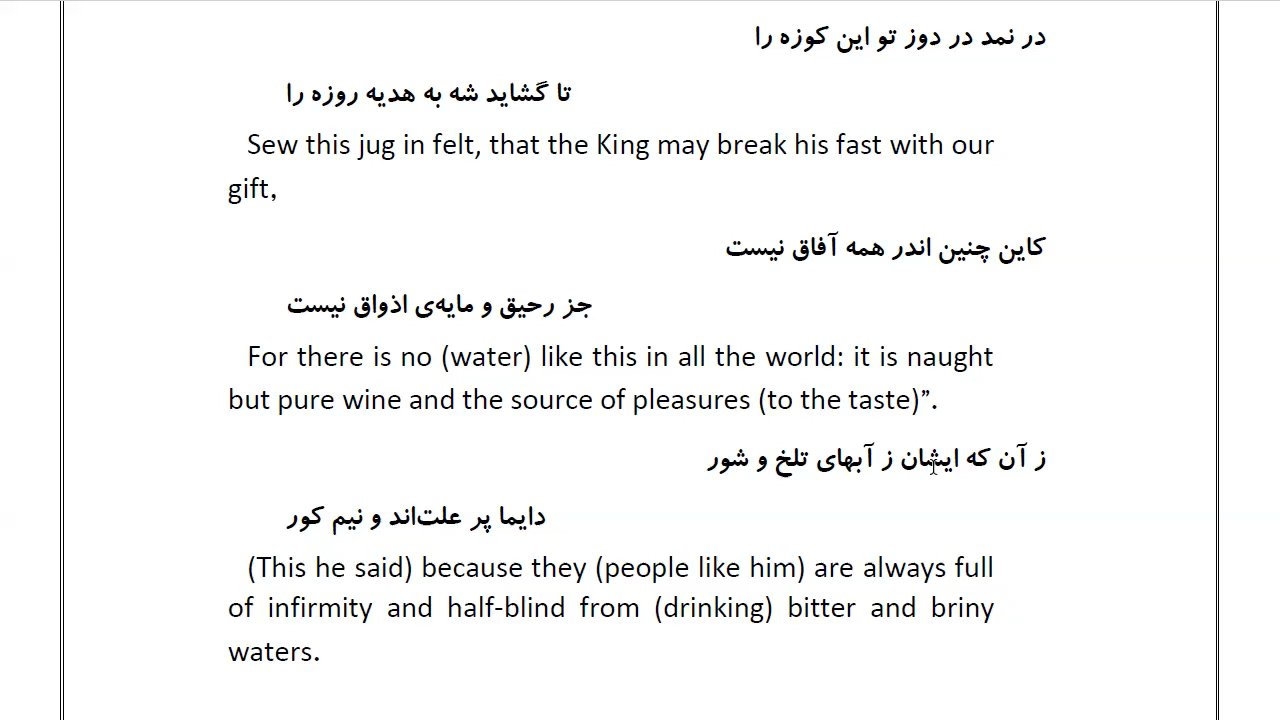 در نمد در دوز تو این کوزه را
تا گشاید شه به هدیه روزه را
Sew this jug in felt, that the King may break his fast with our
gift,
کاین چنین اندر همه آفاق نیست
جز رحیق و مایه‌ی اذواق نیست
For there is no (water) like this in all the world: it is naught
but pure wine and the source of pleasures (to the taste)”.
ز آن که ایشان ز آبهای تلخ و شور
دایما پر علت‌اند و نیم کور
(This he said) because they (people like him) are always full
of infirmity and half-blind from (drinking) bitter and briny
waters.